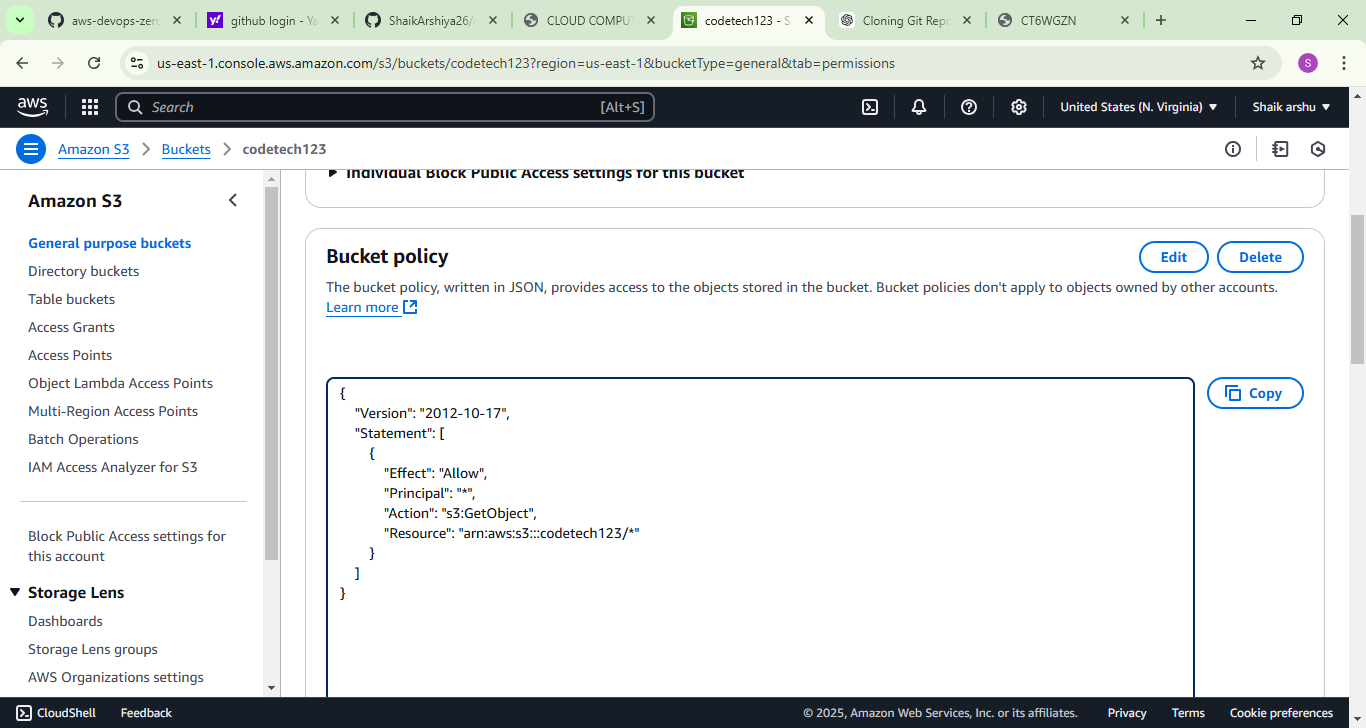 aws-devops-zero
github login - Ya
ShaikArshiya26/
CLOUD COMPUT
codetech123 - S
Cloning Git Repo
CT6WGZN
us-east-1.console.aws.amazon.com/s3/buckets/codetech123?region=us-east-1&bucketType=general&tab=permissions
S
aws
Search
[Alt+S]
United States (N. Virginia)
Shaik arshu
Amazon S3
Buckets
codetech123
Amazon S3
General purpose buckets
Directory buckets
Table buckets
Access Grants
Access Points
Object Lambda Access Points
Multi-Region Access Points
Batch Operations
IAM Access Analyzer for S3
Block Public Access settings for
this account
Storage Lens
Dashboards
Storage Lens groups
AWS Organizations settings
Individual Block Public Access settings for this bucket
Bucket policy
Edit
Delete
The bucket policy, written in JSON, provides access to the objects stored in the bucket. Bucket policies don't apply to objects owned by other accounts.
Learn more
Copy
{
"Version": "2012-10-17",
"Statement": [
{
"Effect": "Allow",
"Principal": "*",
"Action": "s3:GetObject",
"Resource": "arn:aws:s3:::codetech123/*"
}
]
}
CloudShell
Feedback
© 2025, Amazon Web Services, Inc. or its affiliates.
Privacy
Terms
Cookie preferences